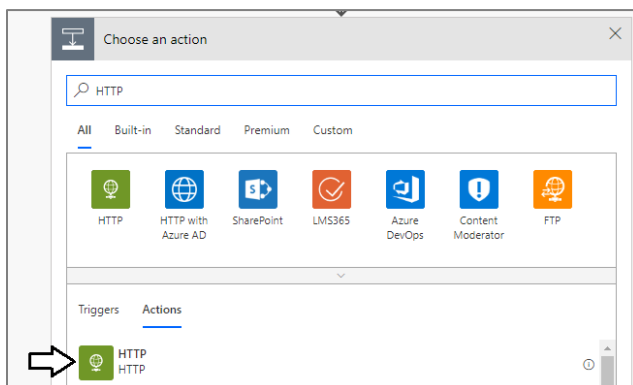 Choose an action
HTTP
All Built-in Standard Premium Custom
HTTP HTTP with SharePoint LMS365 Azure Content FTP
Azure AD DevOps Moderator
Triggers Actions
HTTP
HTTP